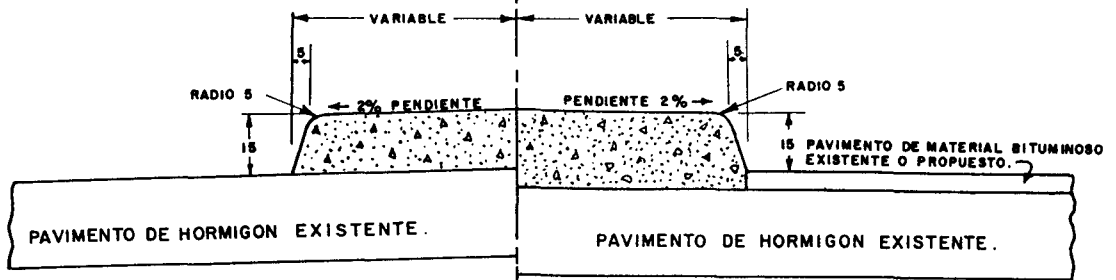 VARIABLE VARIABLE
5 5
RADIO 5 RADIO 5
2% PENDIENTE PENDIENTE 2%
15 15 PAVIMENTO DE MATERIAL BITUMINOSO
EXISTENTE O PROPUESTO.
PAVIMENTO DE HORMIGON EXISTENTE. PAVIMENTO DE HORMIGON EXISTENTE.